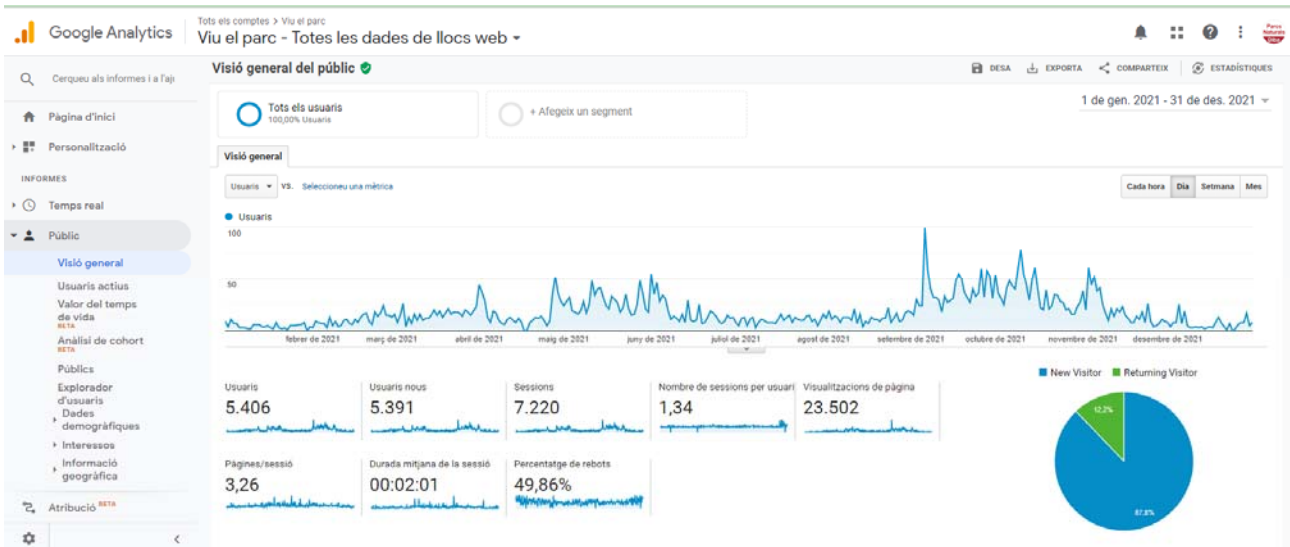 Google Analytics
Tots els comptes > Viu el parc
Viu el parc - Totes les dades de llocs web
Parcs
Naturals
Cerqueu als informes i a l'aju
Visió general del públic
DESA
EXPORTA
COMPARTEIX
ESTADÍSTIQUES
Pàgina d'inici
Personalització
INFORMES
Temps real
Públic
Visió general
Usuaris actius
Valor del temps
de vida
BETA
Anàlisi de cohort
BETA
Públics
Explorador
d'usuaris
Dades
demogràfiques
Interessos
Informació
geogràfica
Atribució BETA
Tots els usuaris
100,00% Usuaris
+ Afegeix un segment
1 de gen. 2021 - 31 de des. 2021
Visió general
Usuaris
VS.
Seleccioneu una mètrica
Cada hora
Dia
Setmana
Mes
Usuaris
100
50
febrer de 2021
març de 2021
abril de 2021
maig de 2021
juny de 2021
juliol de 2021
agost de 2021
setembre de 2021
octubre de 2021
novembre de 2021
desembre de 2021
Usuaris
5.406
Usuaris nous
5.391
Sessions
7.220
Nombre de sessions per usuari
1,34
Visualitzacions de pàgina
23.502
Pàgines/sessió
3,26
Durada mitjana de la sessió
00:02:01
Percentatge de rebots
49,86%
New Visitor
Returning Visitor
12,2%
87,8%